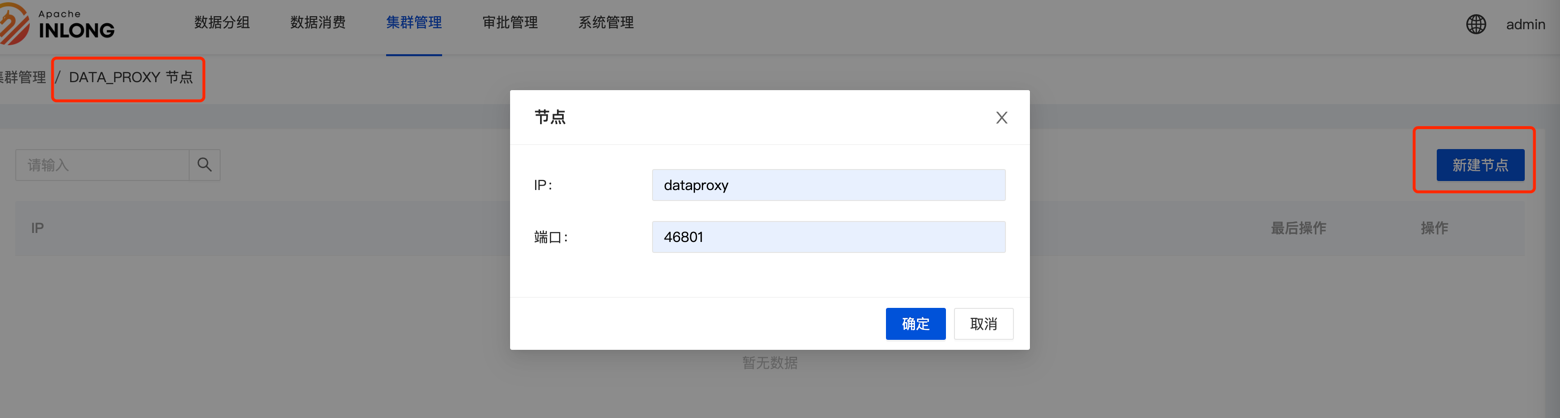 Apache
INLONG
数据分组 数据消费 集群管理 审批管理 系统管理
admin
集群管理 / DATA_PROXY 节点
节点
请输入
新建节点
IP：
dataproxy
端口：
46801
IP
最后操作
操作
确定
取消
暂无数据